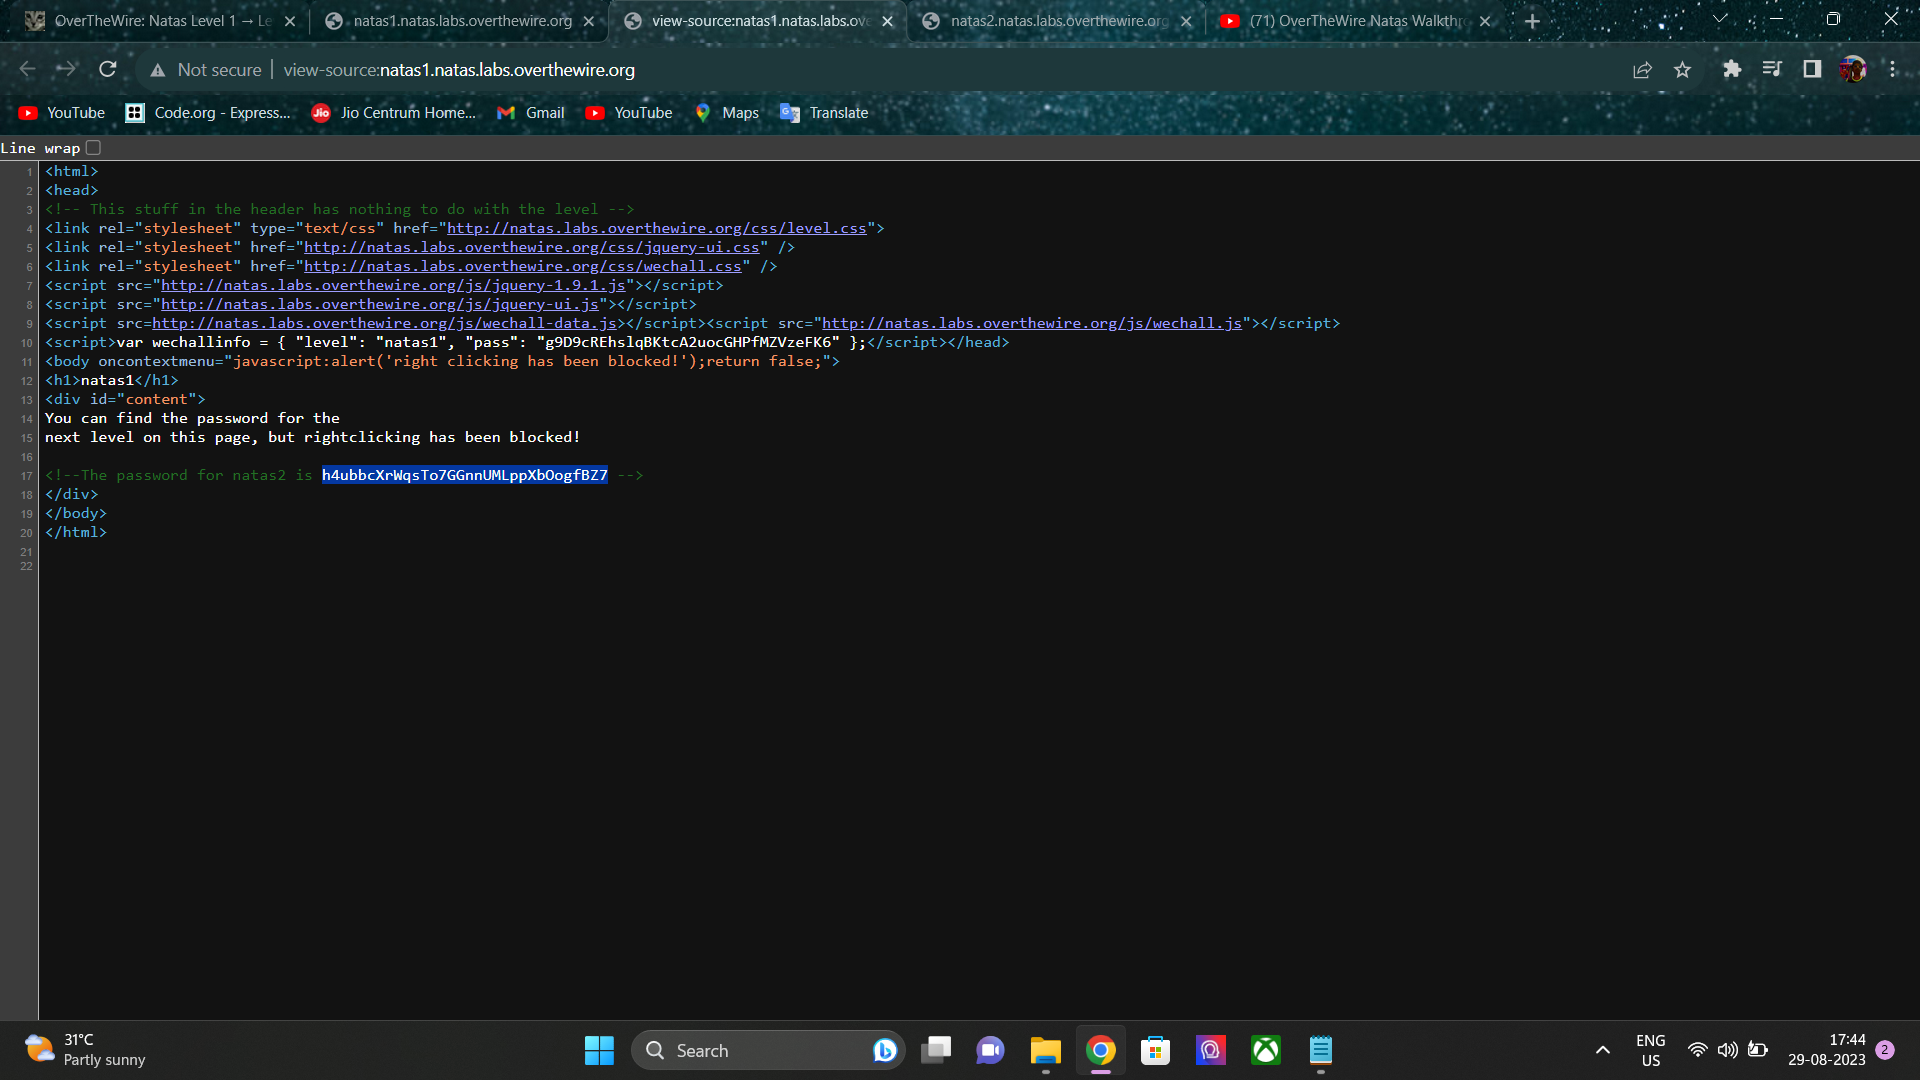 OverTheWire: Natas Level 1 → Le
natas1.natas.labs.overthewire.org
view-source:natas1.natas.labs.ove
natas2.natas.labs.overthewire.org
(71) OverTheWire Natas Walkthr
Not secure
view-source:natas1.natas.labs.overthewire.org
YouTube
Code.org - Express...
Jio
Jio Centrum Home...
Gmail
YouTube
Maps
Translate
Line wrap
1 <html>
2 <head>
3 <!-- This stuff in the header has nothing to do with the level -->
4 <link rel="stylesheet" type="text/css" href="http://natas.labs.overthewire.org/css/level.css">
5 <link rel="stylesheet" href="http://natas.labs.overthewire.org/css/jquery-ui.css" />
6 <link rel="stylesheet" href="http://natas.labs.overthewire.org/css/wechall.css" />
7 <script src="http://natas.labs.overthewire.org/js/jquery-1.9.1.js"></script>
8 <script src="http://natas.labs.overthewire.org/js/jquery-ui.js"></script>
9 <script src=http://natas.labs.overthewire.org/js/wechall-data.js></script><script src="http://natas.labs.overthewire.org/js/wechall.js"></script>
10 <script>var wechallinfo = { "level": "natas1", "pass": "g9D9cREhslqBKtcA2uocGHPfMZVzeFK6" };</script></head>
11 <body oncontextmenu="javascript:alert('right clicking has been blocked!');return false;">
12 <h1>natas1</h1>
13 <div id="content">
14 You can find the password for the
15 next level on this page, but rightclicking has been blocked!
16
17 <!--The password for natas2 is h4ubbcXrWqsTo7GGnnUMLppXbOogfBZ7 -->
18 </div>
19 </body>
20 </html>
21
22
31°C
Partly sunny
Search
ENG
US
17:44
29-08-2023
2